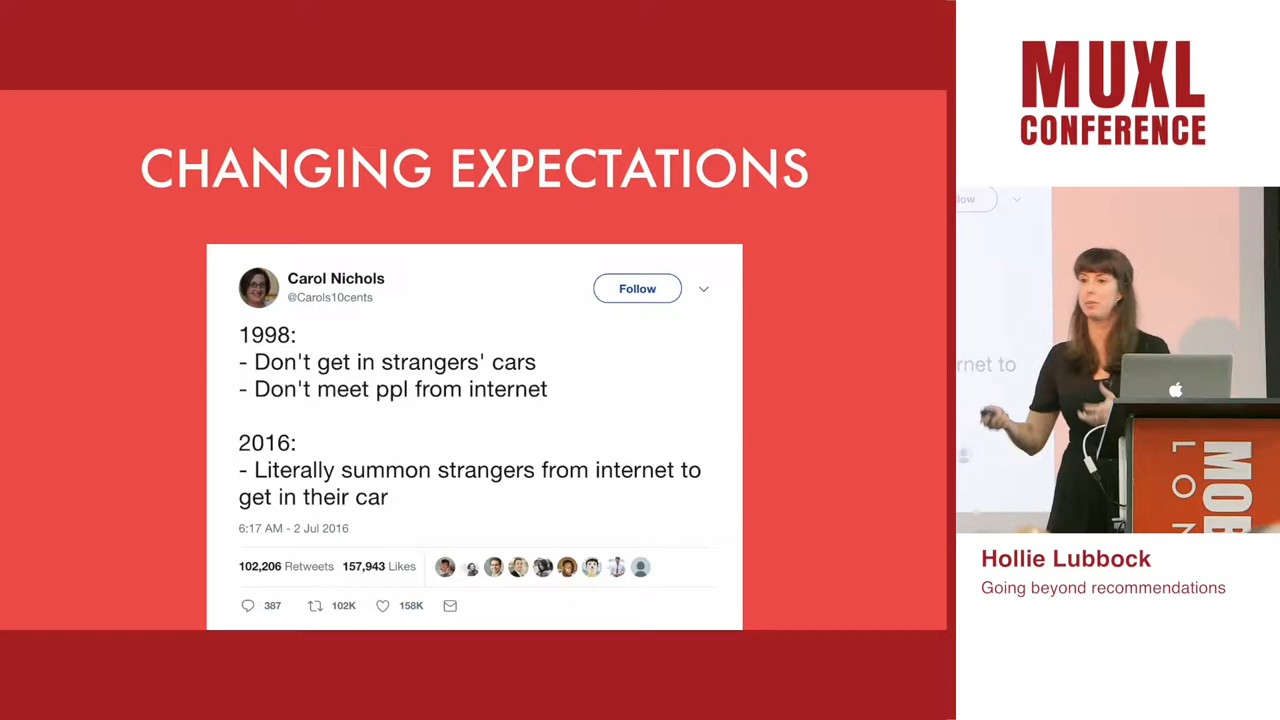 CHANGING EXPECTATIONS
Carol Nichols
@Carols10cents
Follow
1998:
- Don't get in strangers' cars
- Don't meet ppl from internet
2016:
- Literally summon strangers from internet to
get in their car
6:17 AM - 2 Jul 2016
102,206 Retweets 157,943 Likes
387 102K 158K
MUXL
CONFERENCE
rnet to
MOB
LON
Hollie Lubbock
Going beyond recommendations